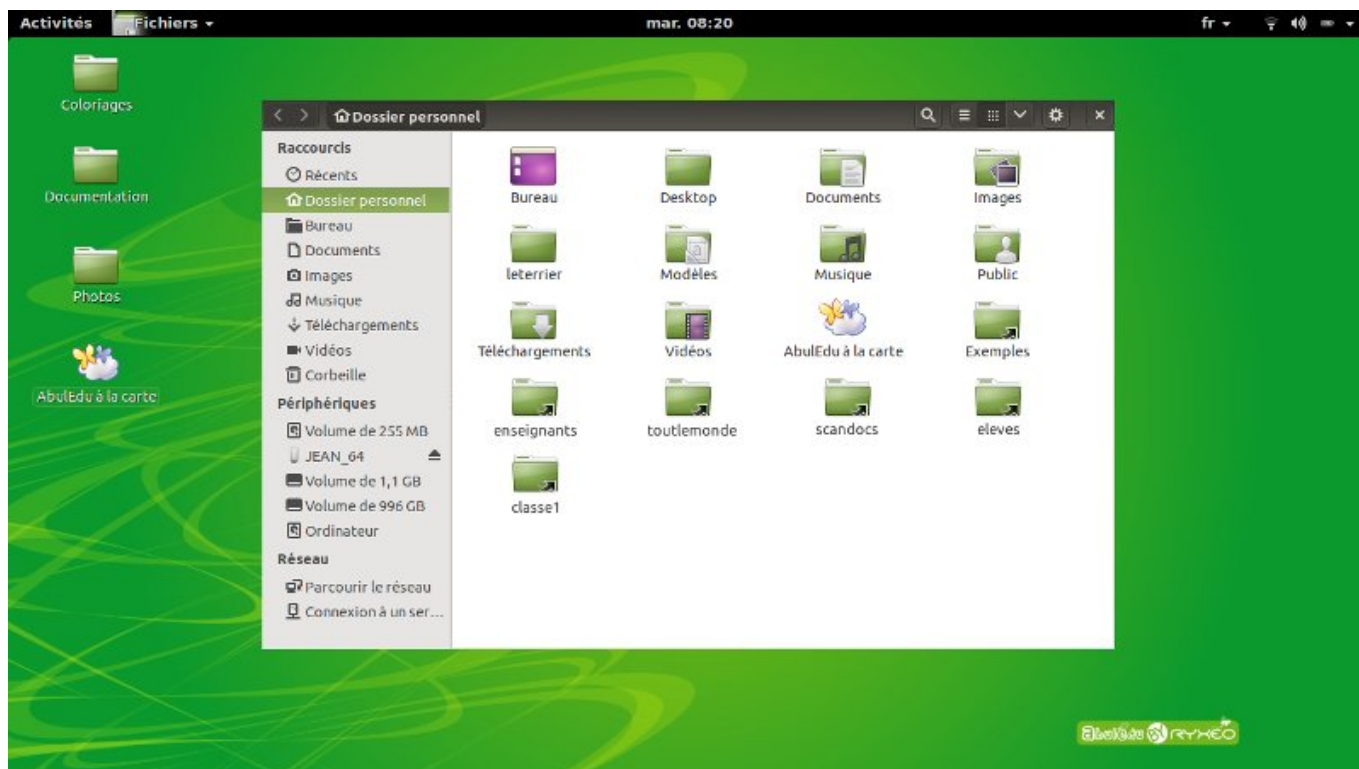 Activités Fichiers mar. 08:20 fr
Coloriages
Documentation
Photos
AbulEdu à la carte
Dossier personnel
Raccourcis
Récents
Dossier personnel
Bureau
Documents
Images
Musique
Téléchargements
Vidéos
Corbeille
Périphériques
Volume de 255 MB
JEAN_64
Volume de 1,1 GB
Volume de 996 GB
Ordinateur
Réseau
Parcourir le réseau
Connexion à un ser...
Bureau Desktop Documents Images
leterrier Modèles Musique Public
Téléchargements Vidéos AbulEdu à la carte Exemples
enseignants toutlemonde scandocs eleves
classe1
AbulÉdu RYXÉO